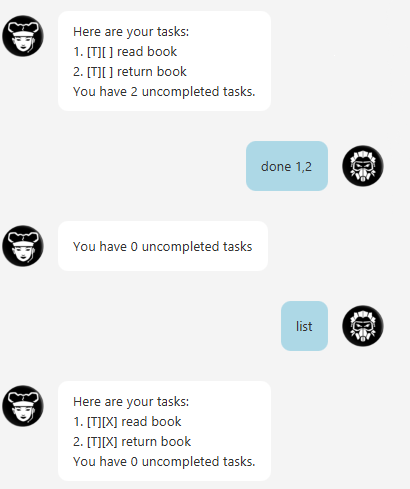 Here are your tasks:
1. [T][ ] read book
2. [T][ ] return book
You have 2 uncompleted tasks.
done 1,2
You have 0 uncompleted tasks
list
Here are your tasks:
1. [T][X] read book
2. [T][X] return book
You have 0 uncompleted tasks.